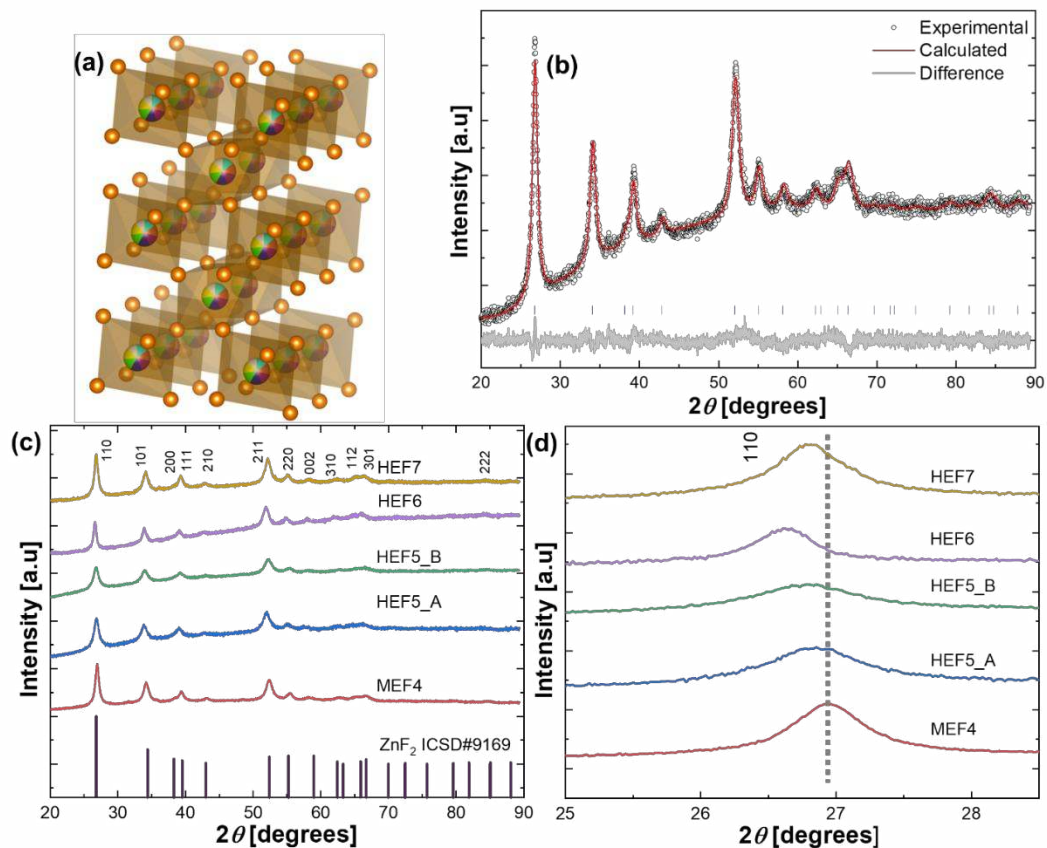 (a)
(b)
Experimental
Calculated
Difference
Intensity [a.u]
20 30 40 50 60 70 80 90
2θ [degrees]
(c)
110 101 200 111 210 211 220 002 310 112 301 222
HEF7
HEF6
HEF5_B
HEF5_A
MEF4
ZnF₂ ICSD#9169
Intensity [a.u]
20 30 40 50 60 70 80 90
2θ [degrees]
(d)
110
HEF7
HEF6
HEF5_B
HEF5_A
MEF4
Intensity [a.u]
25 26 27 28
2θ [degrees]